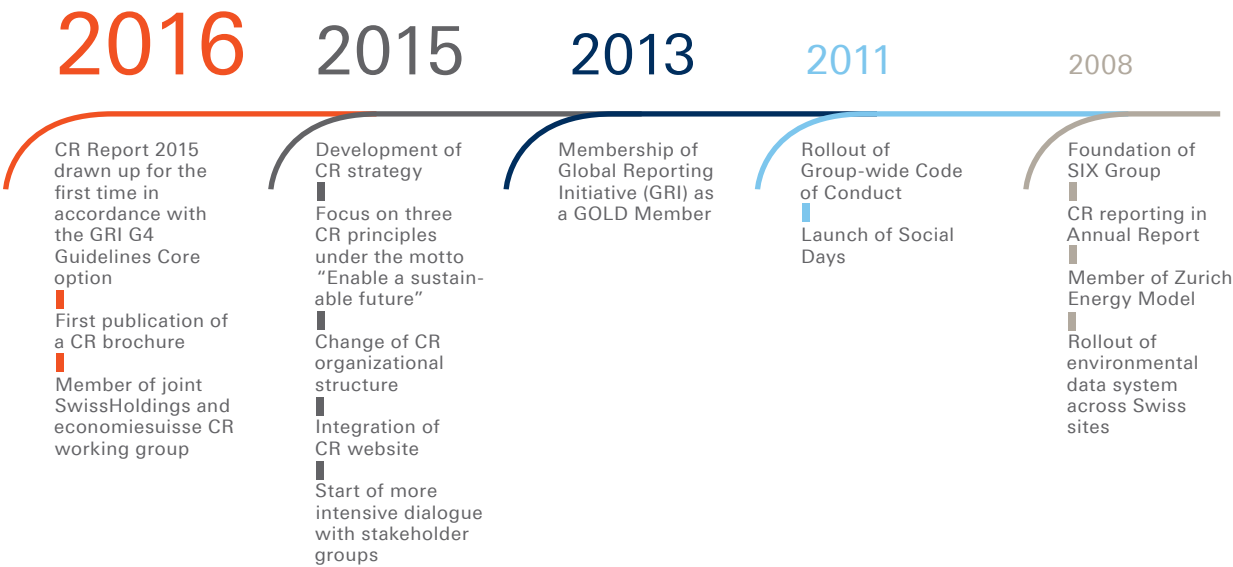 2016
CR Report 2015
drawn up for the
first time in
accordance with
the GRI G4
Guidelines Core
option
First publication of
a CR brochure
Member of joint
SwissHoldings and
economiesuisse CR
working group
2015
Development of
CR strategy
Focus on three
CR principles
under the motto
“Enable a sustain-
able future”
Change of CR
organizational
structure
Integration of
CR website
Start of more
intensive dialogue
with stakeholder
groups
2013
Membership of
Global Reporting
Initiative (GRI) as
a GOLD Member
2011
Rollout of
Group-wide Code
of Conduct
Launch of Social
Days
2008
Foundation of
SIX Group
CR reporting in
Annual Report
Member of Zurich
Energy Model
Rollout of
environmental
data system
across Swiss
sites